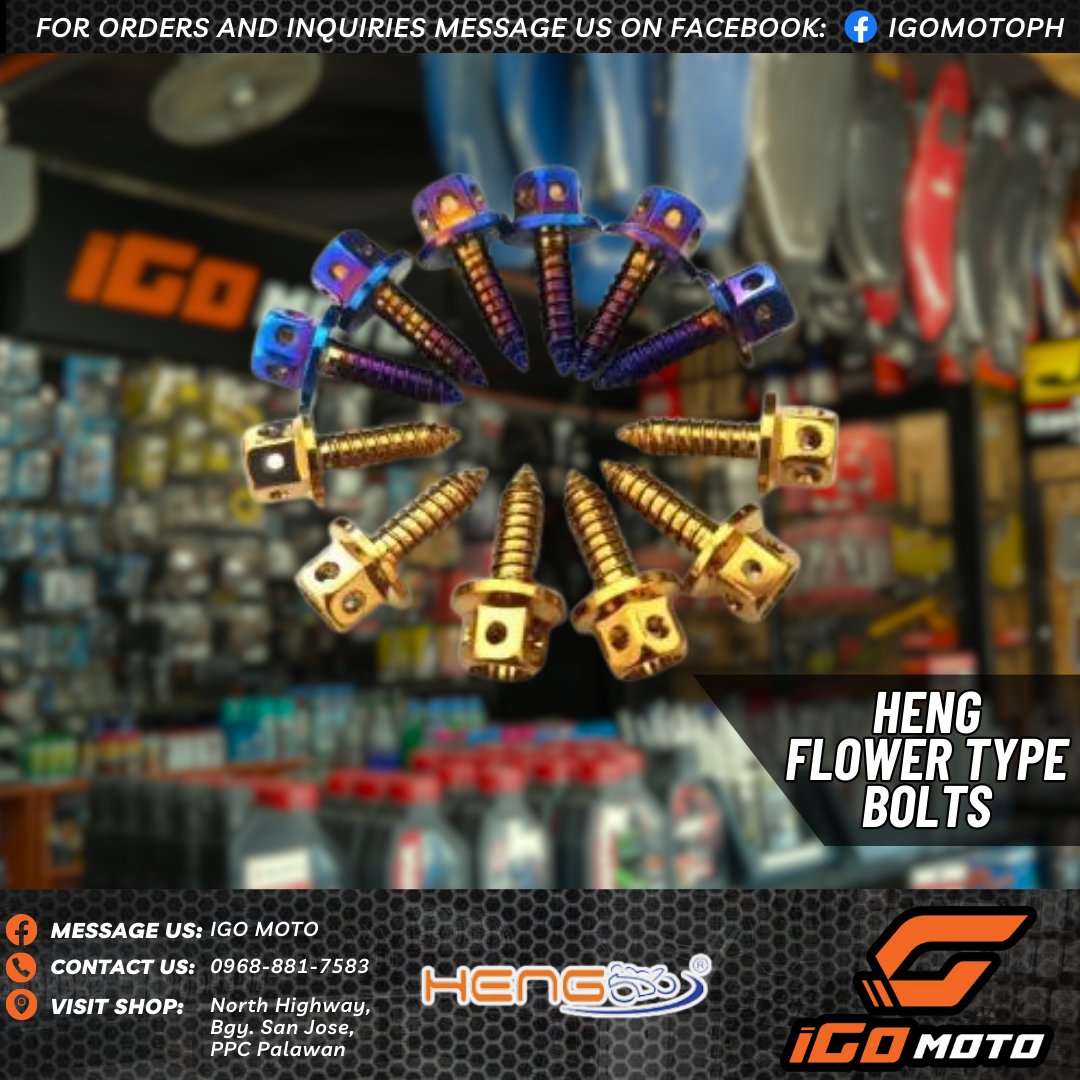 FOR ORDERS AND INQUIRIES MESSAGE US ON FACEBOOK: IGOMOTOPH
iGO
HENG
FLOWER TYPE
BOLTS
MESSAGE US: IGO MOTO
CONTACT US: 0968-881-7583
VISIT SHOP: North Highway,
Bgy. San Jose,
PPC Palawan
HENG®
iGO MOTO